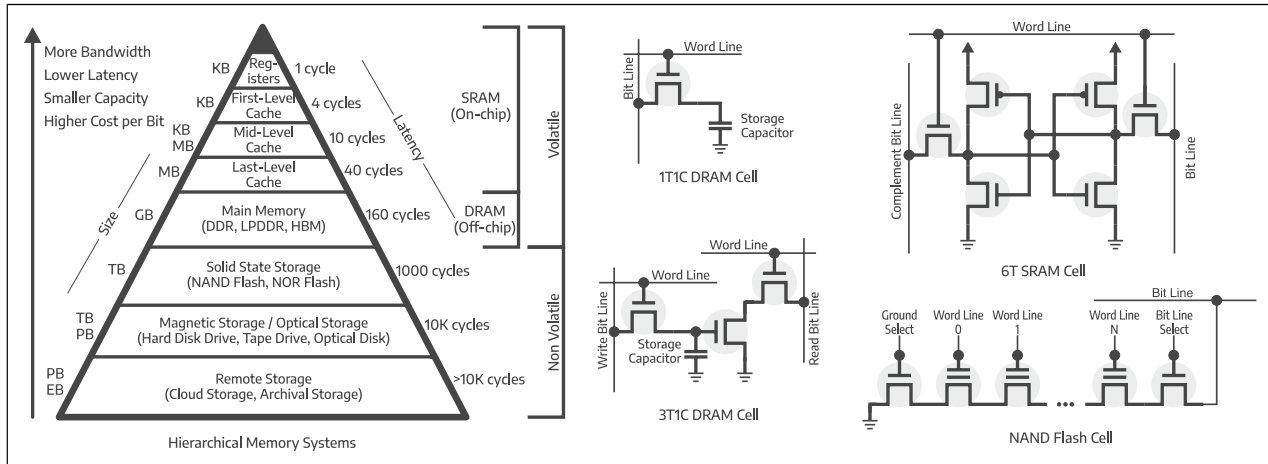 More Bandwidth
Lower Latency
Smaller Capacity
Higher Cost per Bit
Size
KB
KB
KB
MB
MB
GB
TB
TB
PB
PB
EB
Reg-
isters
First-Level
Cache
Mid-Level
Cache
Last-Level
Cache
Main Memory
(DDR, LPDDR, HBM)
Solid State Storage
(NAND Flash, NOR Flash)
Magnetic Storage / Optical Storage
(Hard Disk Drive, Tape Drive, Optical Disk)
Remote Storage
(Cloud Storage, Archival Storage)
1 cycle
4 cycles
10 cycles
40 cycles
160 cycles
1000 cycles
10K cycles
>10K cycles
Latency
SRAM
(On-chip)
DRAM
(Off-chip)
Volatile
Non Volatile
Hierarchical Memory Systems
Word Line
Bit Line
Storage
Capacitor
1T1C DRAM Cell
Word Line
Word Line
Write Bit Line
Storage
Capacitor
Read Bit Line
3T1C DRAM Cell
Word Line
Complement Bit Line
Bit Line
6T SRAM Cell
Bit Line
Ground
Select
Word Line
0
Word Line
1
Word Line
N
Bit Line
Select
NAND Flash Cell